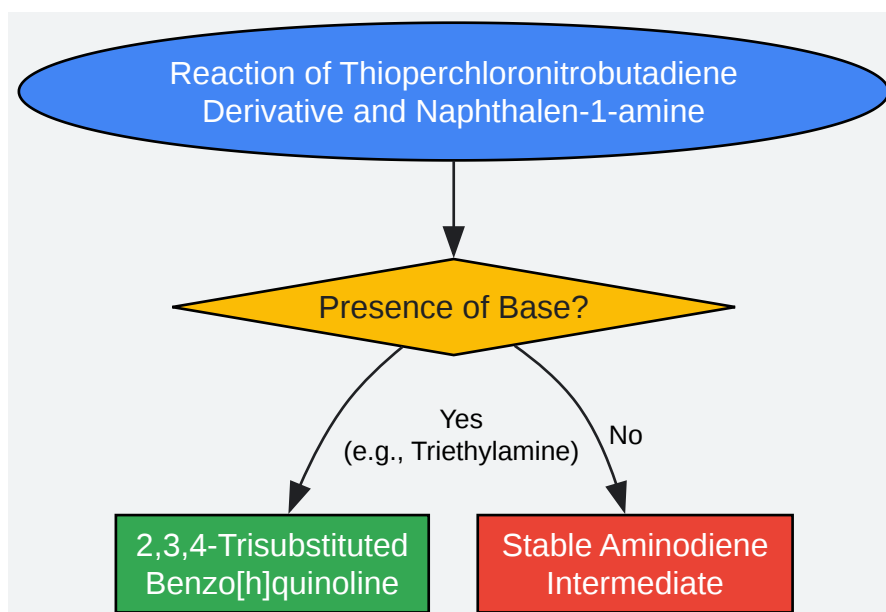 Reaction of Thioperchloronitrobutadiene
Derivative and Naphthalen-1-amine
Presence of Base?
Yes
(e.g., Triethylamine)
No
2,3,4-Trisubstituted
Benzo[h]quinoline
Stable Aminodiene
Intermediate